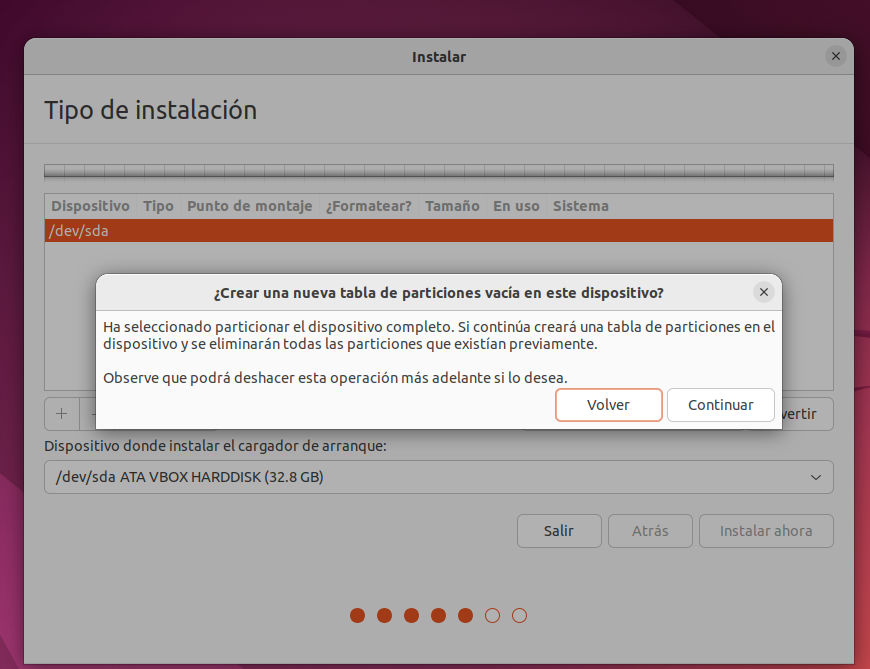 Instalar
Tipo de instalación
Dispositivo Tipo Punto de montaje ¿Formatear? Tamaño En uso Sistema
/dev/sda
¿Crear una nueva tabla de particiones vacía en este dispositivo?
Ha seleccionado particionar el dispositivo completo. Si continúa creará una tabla de particiones en el
dispositivo y se eliminarán todas las particiones que existían previamente.
Observe que podrá deshacer esta operación más adelante si lo desea.
Volver Continuar
+ - vertir
Dispositivo donde instalar el cargador de arranque:
/dev/sda ATA VBOX HARDDISK (32.8 GB)
Salir Atrás Instalar ahora